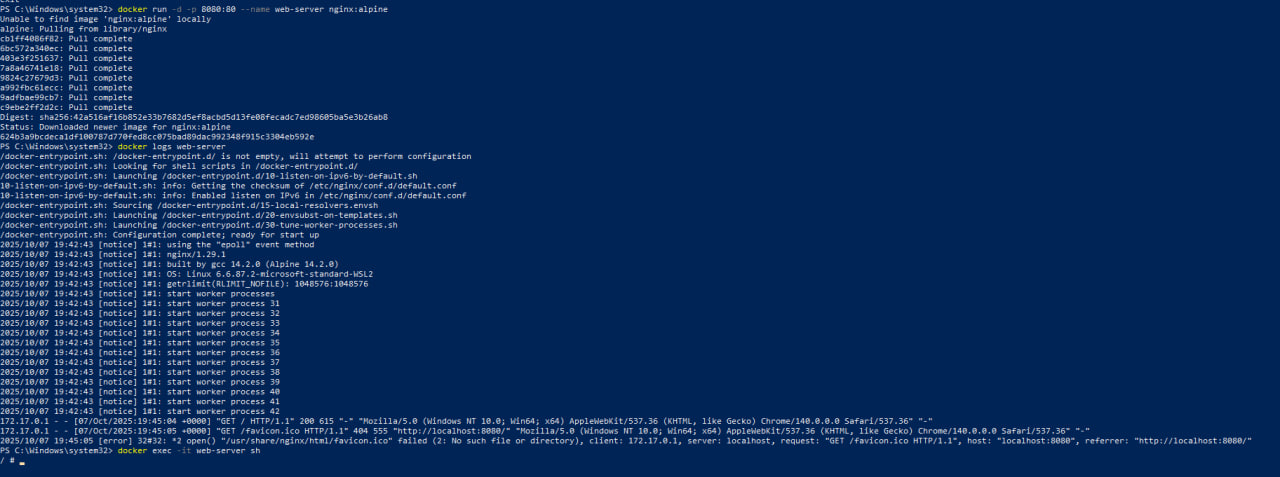 exit
PS C:\Windows\system32> docker run -d -p 8080:80 --name web-server nginx:alpine
Unable to find image 'nginx:alpine' locally
alpine: Pulling from library/nginx
cb1ff4086f82: Pull complete
6bc572a340ec: Pull complete
403e3f251637: Pull complete
7a8a46741e18: Pull complete
9824c27679d3: Pull complete
a992fbc61ecc: Pull complete
9adfbae99cb7: Pull complete
c9ebe2ff2d2c: Pull complete
Digest: sha256:42a516af16b852e33b7682d5ef8acbd5d13fe08fecadc7ed98605ba5e3b26ab8
Status: Downloaded newer image for nginx:alpine
624b3a9bcdeca1df100787d770fed8cc075bad89dac992348f915c3304eb592e
PS C:\Windows\system32> docker logs web-server
/docker-entrypoint.sh: /docker-entrypoint.d/ is not empty, will attempt to perform configuration
/docker-entrypoint.sh: Looking for shell scripts in /docker-entrypoint.d/
/docker-entrypoint.sh: Launching /docker-entrypoint.d/10-listen-on-ipv6-by-default.sh
10-listen-on-ipv6-by-default.sh: info: Getting the checksum of /etc/nginx/conf.d/default.conf
10-listen-on-ipv6-by-default.sh: info: Enabled listen on IPv6 in /etc/nginx/conf.d/default.conf
/docker-entrypoint.sh: Sourcing /docker-entrypoint.d/15-local-resolvers.envsh
/docker-entrypoint.sh: Launching /docker-entrypoint.d/20-envsubst-on-templates.sh
/docker-entrypoint.sh: Launching /docker-entrypoint.d/30-tune-worker-processes.sh
/docker-entrypoint.sh: Configuration complete; ready for start up
2025/10/07 19:42:43 [notice] 1#1: using the "epoll" event method
2025/10/07 19:42:43 [notice] 1#1: nginx/1.29.1
2025/10/07 19:42:43 [notice] 1#1: built by gcc 14.2.0 (Alpine 14.2.0)
2025/10/07 19:42:43 [notice] 1#1: OS: Linux 6.6.87.2-microsoft-standard-WSL2
2025/10/07 19:42:43 [notice] 1#1: getrlimit(RLIMIT_NOFILE): 1048576:1048576
2025/10/07 19:42:43 [notice] 1#1: start worker processes
2025/10/07 19:42:43 [notice] 1#1: start worker process 31
2025/10/07 19:42:43 [notice] 1#1: start worker process 32
2025/10/07 19:42:43 [notice] 1#1: start worker process 33
2025/10/07 19:42:43 [notice] 1#1: start worker process 34
2025/10/07 19:42:43 [notice] 1#1: start worker process 35
2025/10/07 19:42:43 [notice] 1#1: start worker process 36
2025/10/07 19:42:43 [notice] 1#1: start worker process 37
2025/10/07 19:42:43 [notice] 1#1: start worker process 38
2025/10/07 19:42:43 [notice] 1#1: start worker process 39
2025/10/07 19:42:43 [notice] 1#1: start worker process 40
2025/10/07 19:42:43 [notice] 1#1: start worker process 41
2025/10/07 19:42:43 [notice] 1#1: start worker process 42
172.17.0.1 - - [07/Oct/2025:19:45:04 +0000] "GET / HTTP/1.1" 200 615 "-" "Mozilla/5.0 (Windows NT 10.0; Win64; x64) AppleWebKit/537.36 (KHTML, like Gecko) Chrome/140.0.0.0 Safari/537.36" "-"
172.17.0.1 - - [07/Oct/2025:19:45:05 +0000] "GET /favicon.ico HTTP/1.1" 404 555 "http://localhost:8080/" "Mozilla/5.0 (Windows NT 10.0; Win64; x64) AppleWebKit/537.36 (KHTML, like Gecko) Chrome/140.0.0.0 Safari/537.36" "-"
2025/10/07 19:45:05 [error] 32#32: *2 open() "/usr/share/nginx/html/favicon.ico" failed (2: No such file or directory), client: 172.17.0.1, server: localhost, request: "GET /favicon.ico HTTP/1.1", host: "localhost:8080", referrer: "http://localhost:8080/"
PS C:\Windows\system32> docker exec -it web-server sh
/ # _